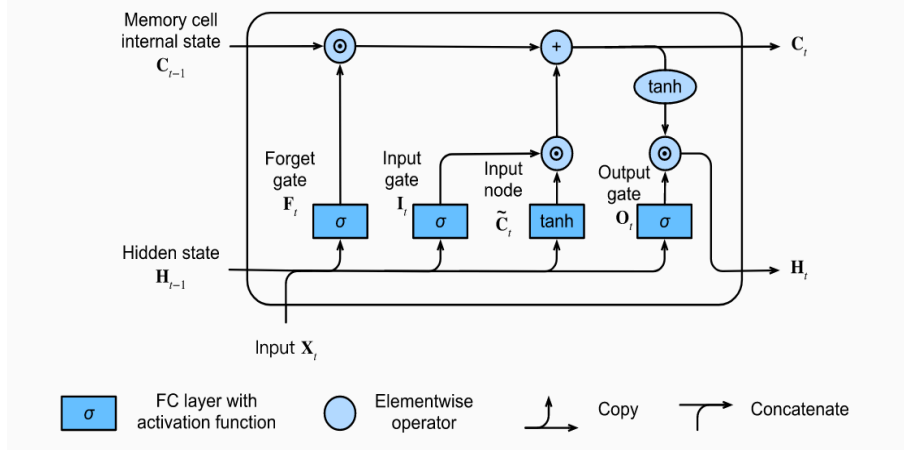 Memory cell
internal state
C_{t-1}
⊙
+
C_t
tanh
Forget
gate
F_t
Input
gate
I_t
Input
node
C̃_t
⊙
Output
gate
O_t
⊙
σ
σ
tanh
σ
Hidden state
H_{t-1}
H_t
Input X_t
σ
FC layer with
activation function
Elementwise
operator
Copy
Concatenate